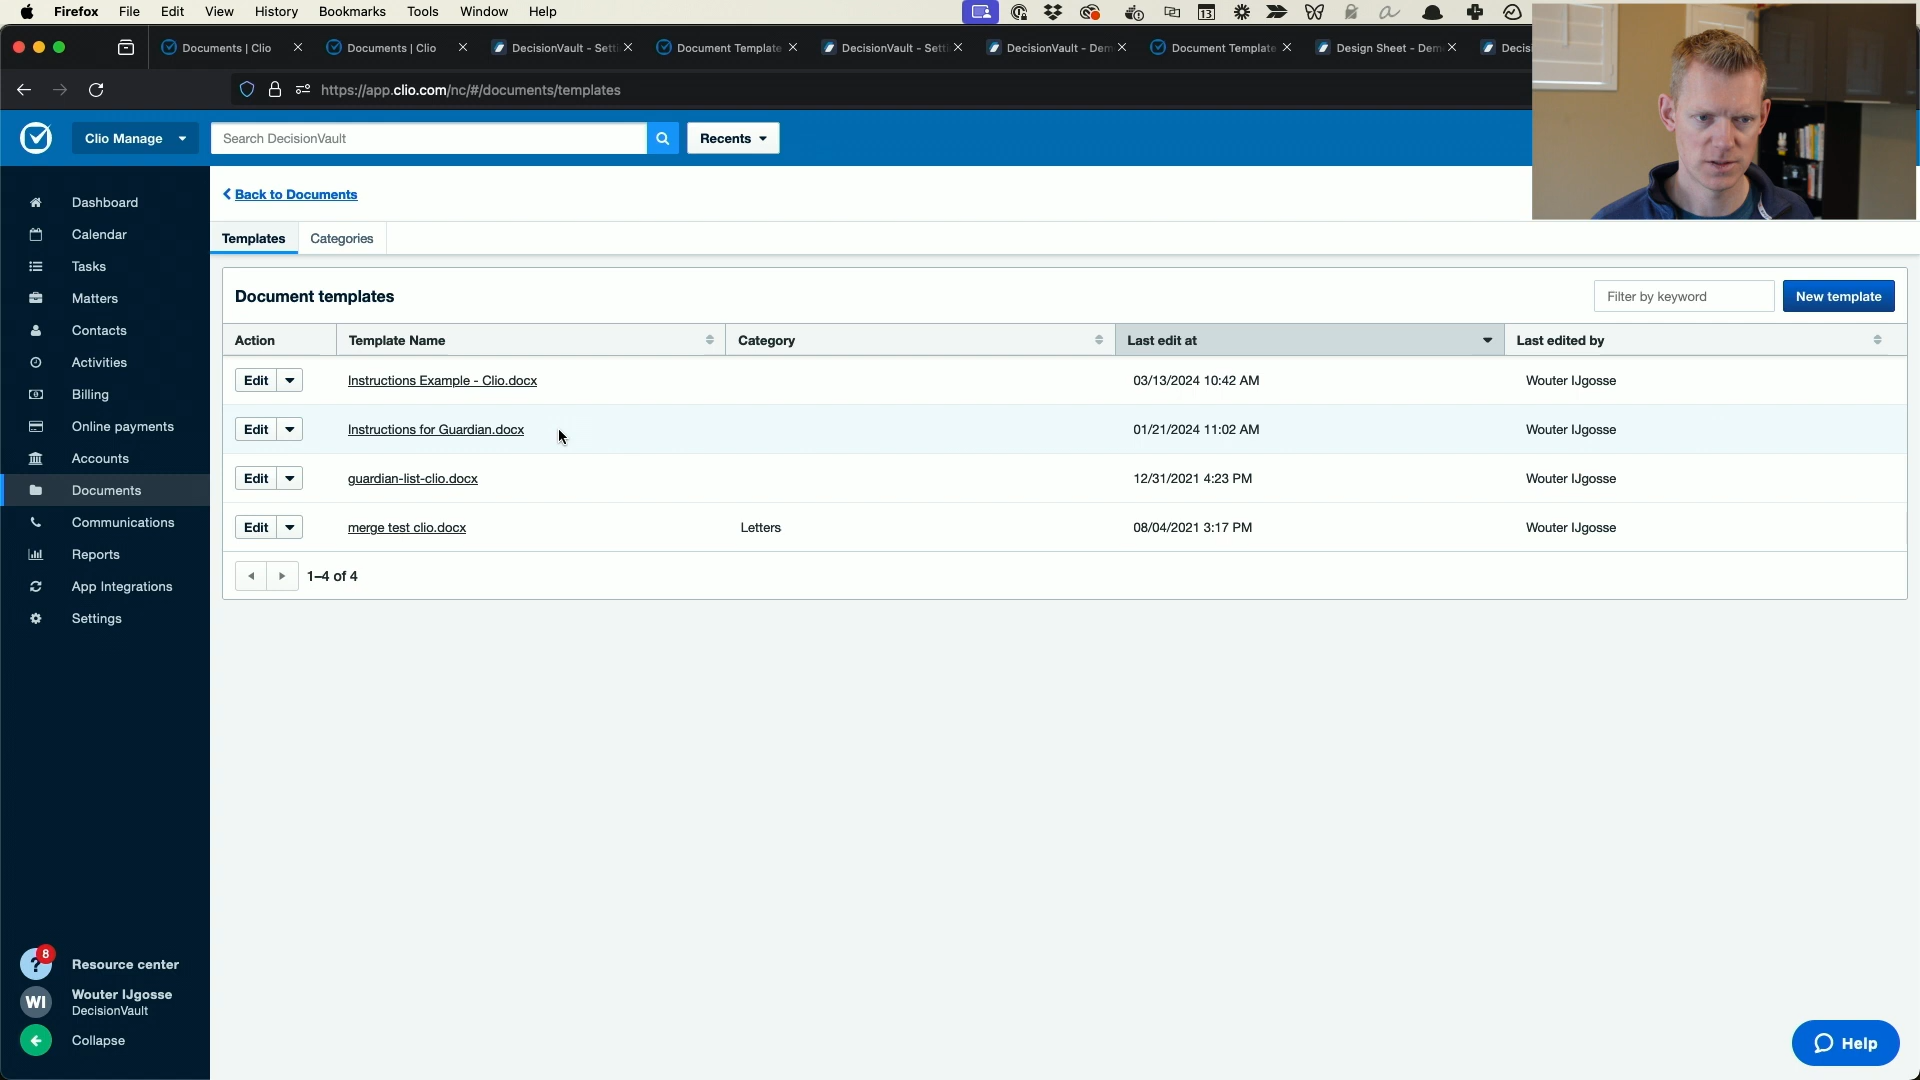 Firefox File Edit View History Bookmarks Tools Window Help
13
Documents | Clio
Documents | Clio
DecisionVault - Setti
Document Template
DecisionVault - Setti
DecisionVault - Dem
Document Template
Design Sheet - Dem
Decis
https://app.clio.com/nc/#/documents/templates
Clio Manage
Search DecisionVault
Recents
Dashboard
Calendar
Tasks
Matters
Contacts
Activities
Billing
Online payments
Accounts
Documents
Communications
Reports
App Integrations
Settings
8
?
Resource center
WI
Wouter IJgosse
DecisionVault
Collapse
Back to Documents
Templates Categories
Document templates
Filter by keyword
New template
Action Template Name Category Last edit at Last edited by
Edit Instructions Example - Clio.docx 03/13/2024 10:42 AM Wouter IJgosse
Edit Instructions for Guardian.docx 01/21/2024 11:02 AM Wouter IJgosse
Edit guardian-list-clio.docx 12/31/2021 4:23 PM Wouter IJgosse
Edit merge test clio.docx Letters 08/04/2021 3:17 PM Wouter IJgosse
1–4 of 4
Help